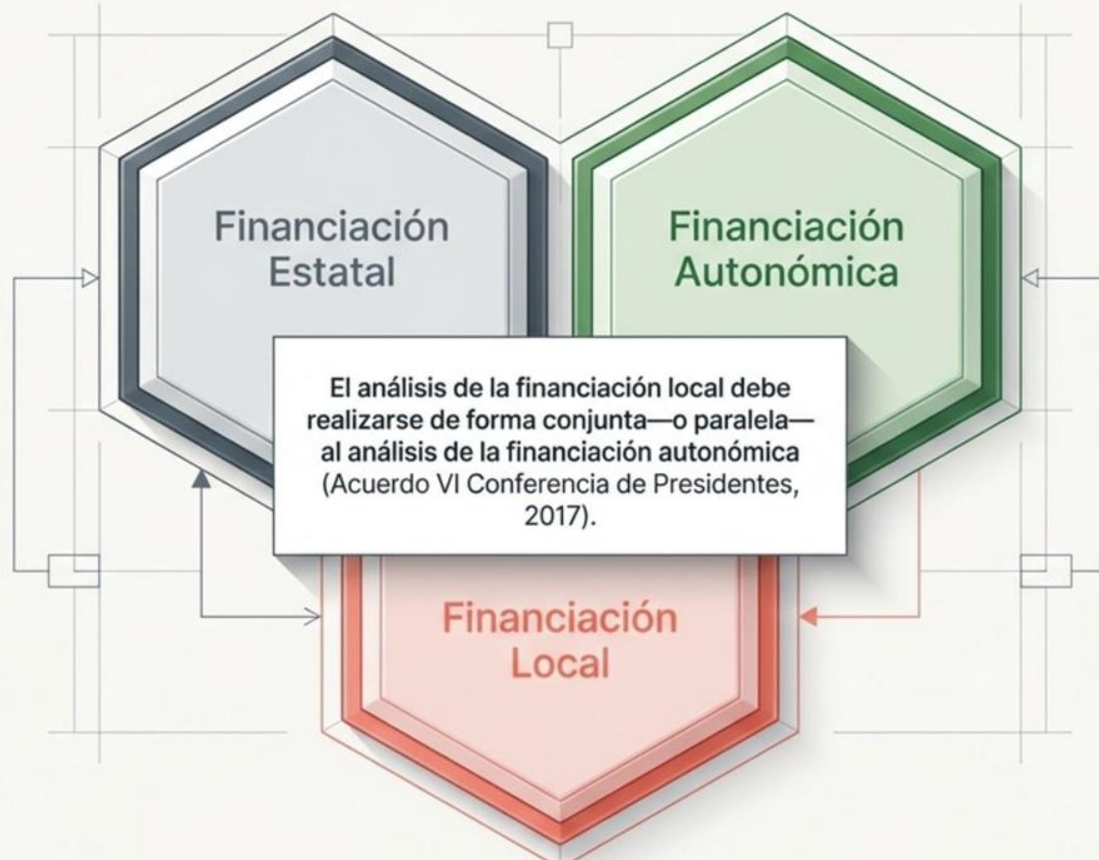 Financiación
Estatal
Financiación
Autonómica
El análisis de la financiación local debe
realizarse de forma conjunta—o paralela—
al análisis de la financiación autonómica
(Acuerdo VI Conferencia de Presidentes,
2017).
Financiación
Local